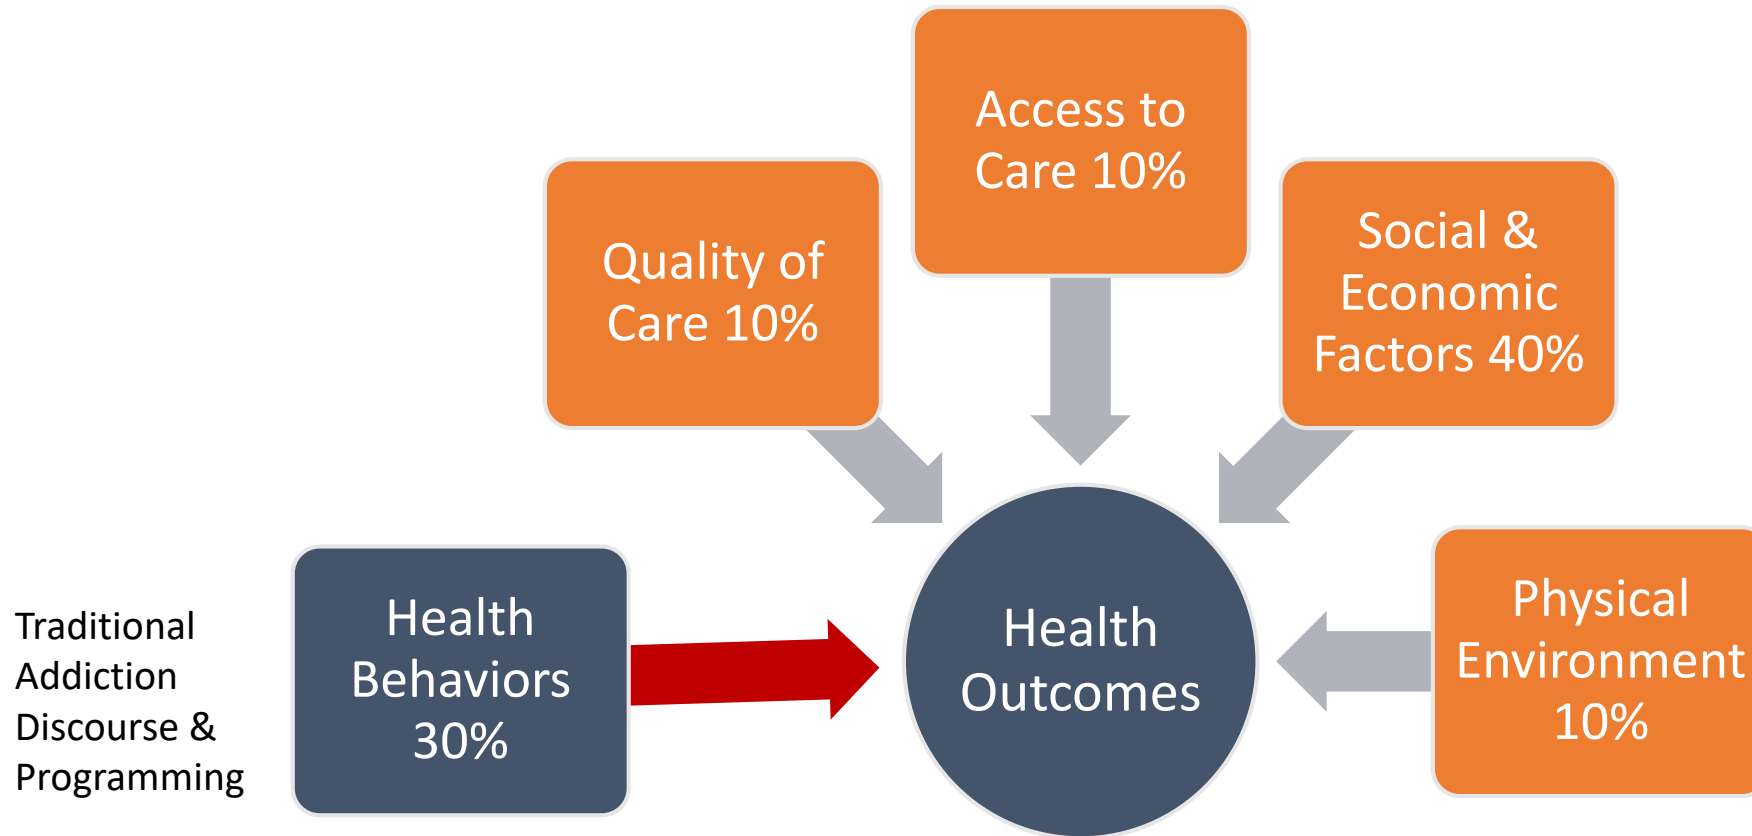 Access to
Care 10%
Quality of
Care 10%
Social &
Economic
Factors 40%
Traditional
Addiction
Discourse &
Programming
Health
Behaviors
30%
Health
Outcomes
Physical
Environment
10%